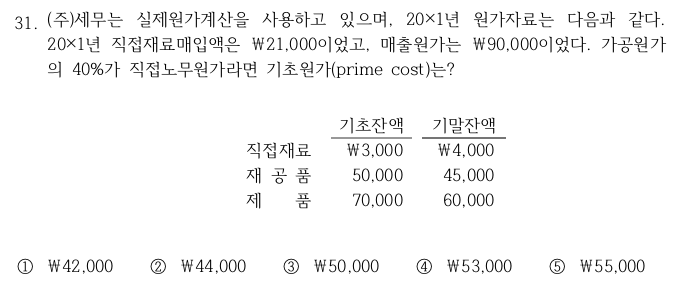 31. (주)세무는 실제원가계산을 사용하고 있으며, 20×1년 원가자료는 다음과 같다.
20×1년 직접재료매입액은 ₩21,000이었고, 매출원가는 ₩90,000이었다. 가공원가
의 40%가 직접노무원가라면 기초원가(prime cost)는?
기초잔액 기말잔액
직접재료 ₩3,000 ₩4,000
재 공 품 50,000 45,000
제 품 70,000 60,000
① ₩42,000 ② ₩44,000 ③ ₩50,000 ④ ₩53,000 ⑤ ₩55,000